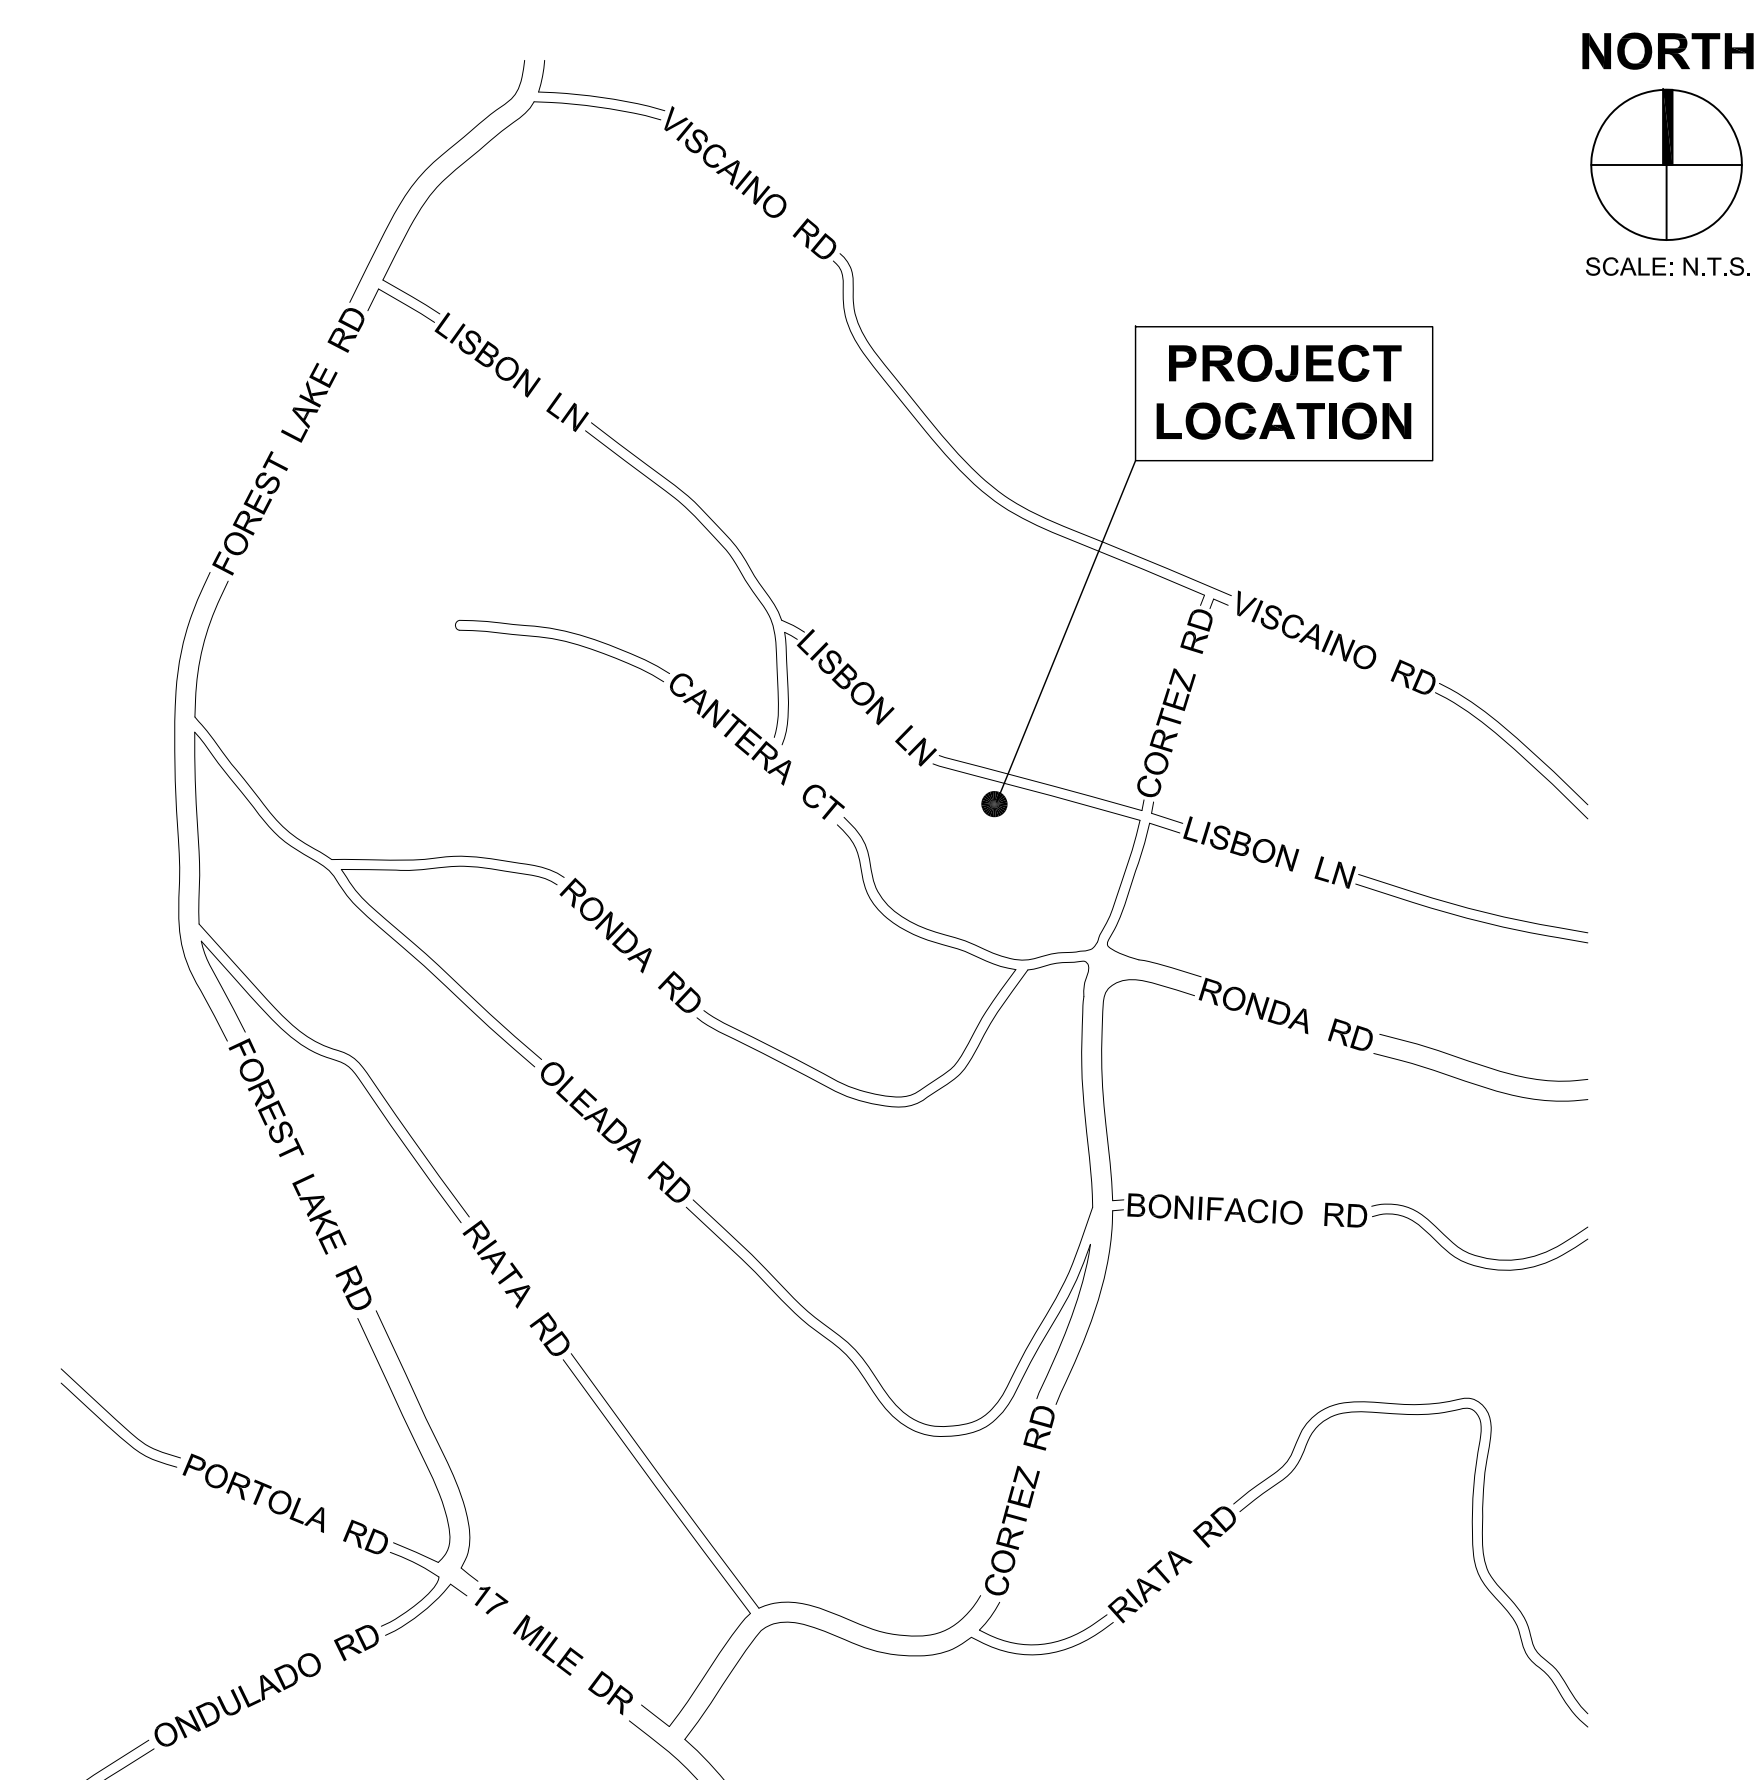 NORTH
SCALE: N.T.S.
VISCAINO RD
LISBON LN
FOREST LAKE RD
PROJECT
LOCATION
VISCAINO RD
CORTEZ RD
LISBON LN
CANTERA CT
LISBON LN
RONDA RD
RONDA RD
OLEADA RD
FOREST LAKE RD
BONIFACIO RD
RIATA RD
CORTEZ RD
PORTOLA RD
RIATA RD
17 MILE DR
ONDULADO RD